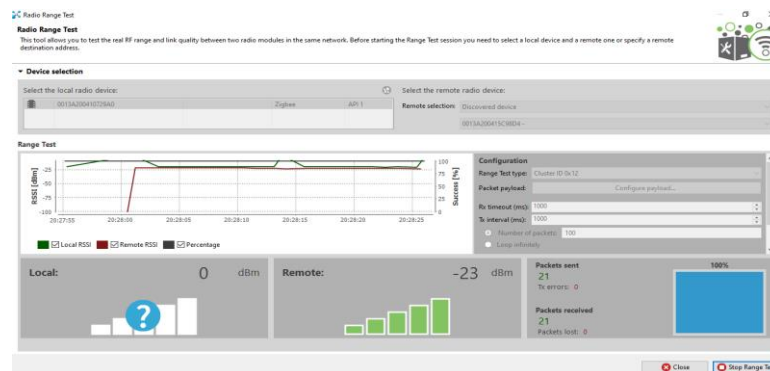 Radio Range Test
Radio Range Test
This tool allows you to test the real RF range and link quality between two radio modules in the same network. Before starting the Range Test session you need to select a local device and a remote one or specify a remote
destination address.
Device selection
Select the local radio device:
Select the remote radio device:
0013A200410729A0 Zigbee API 1
Remote selection: Discovered device
0013A200415C98D4 -
Range Test
RSSI [dBm]
-25
-50
-75
-100
100
75
50
25
0
Success [%]
20:27:55 20:28:00 20:28:05 20:28:10 20:28:15 20:28:20 20:28:25
Local RSSI Remote RSSI Percentage
Configuration
Range Test type: Cluster ID 0x12
Packet payload: Configure payload...
Rx timeout (ms): 1000
Tx interval (ms): 1000
Number of packets: 100
Loop infinitely
Local: 0 dBm
?
Remote: -23 dBm
Packets sent
21
Tx errors: 0
Packets received
21
Packets lost: 0
100%
Close
Stop Range Te